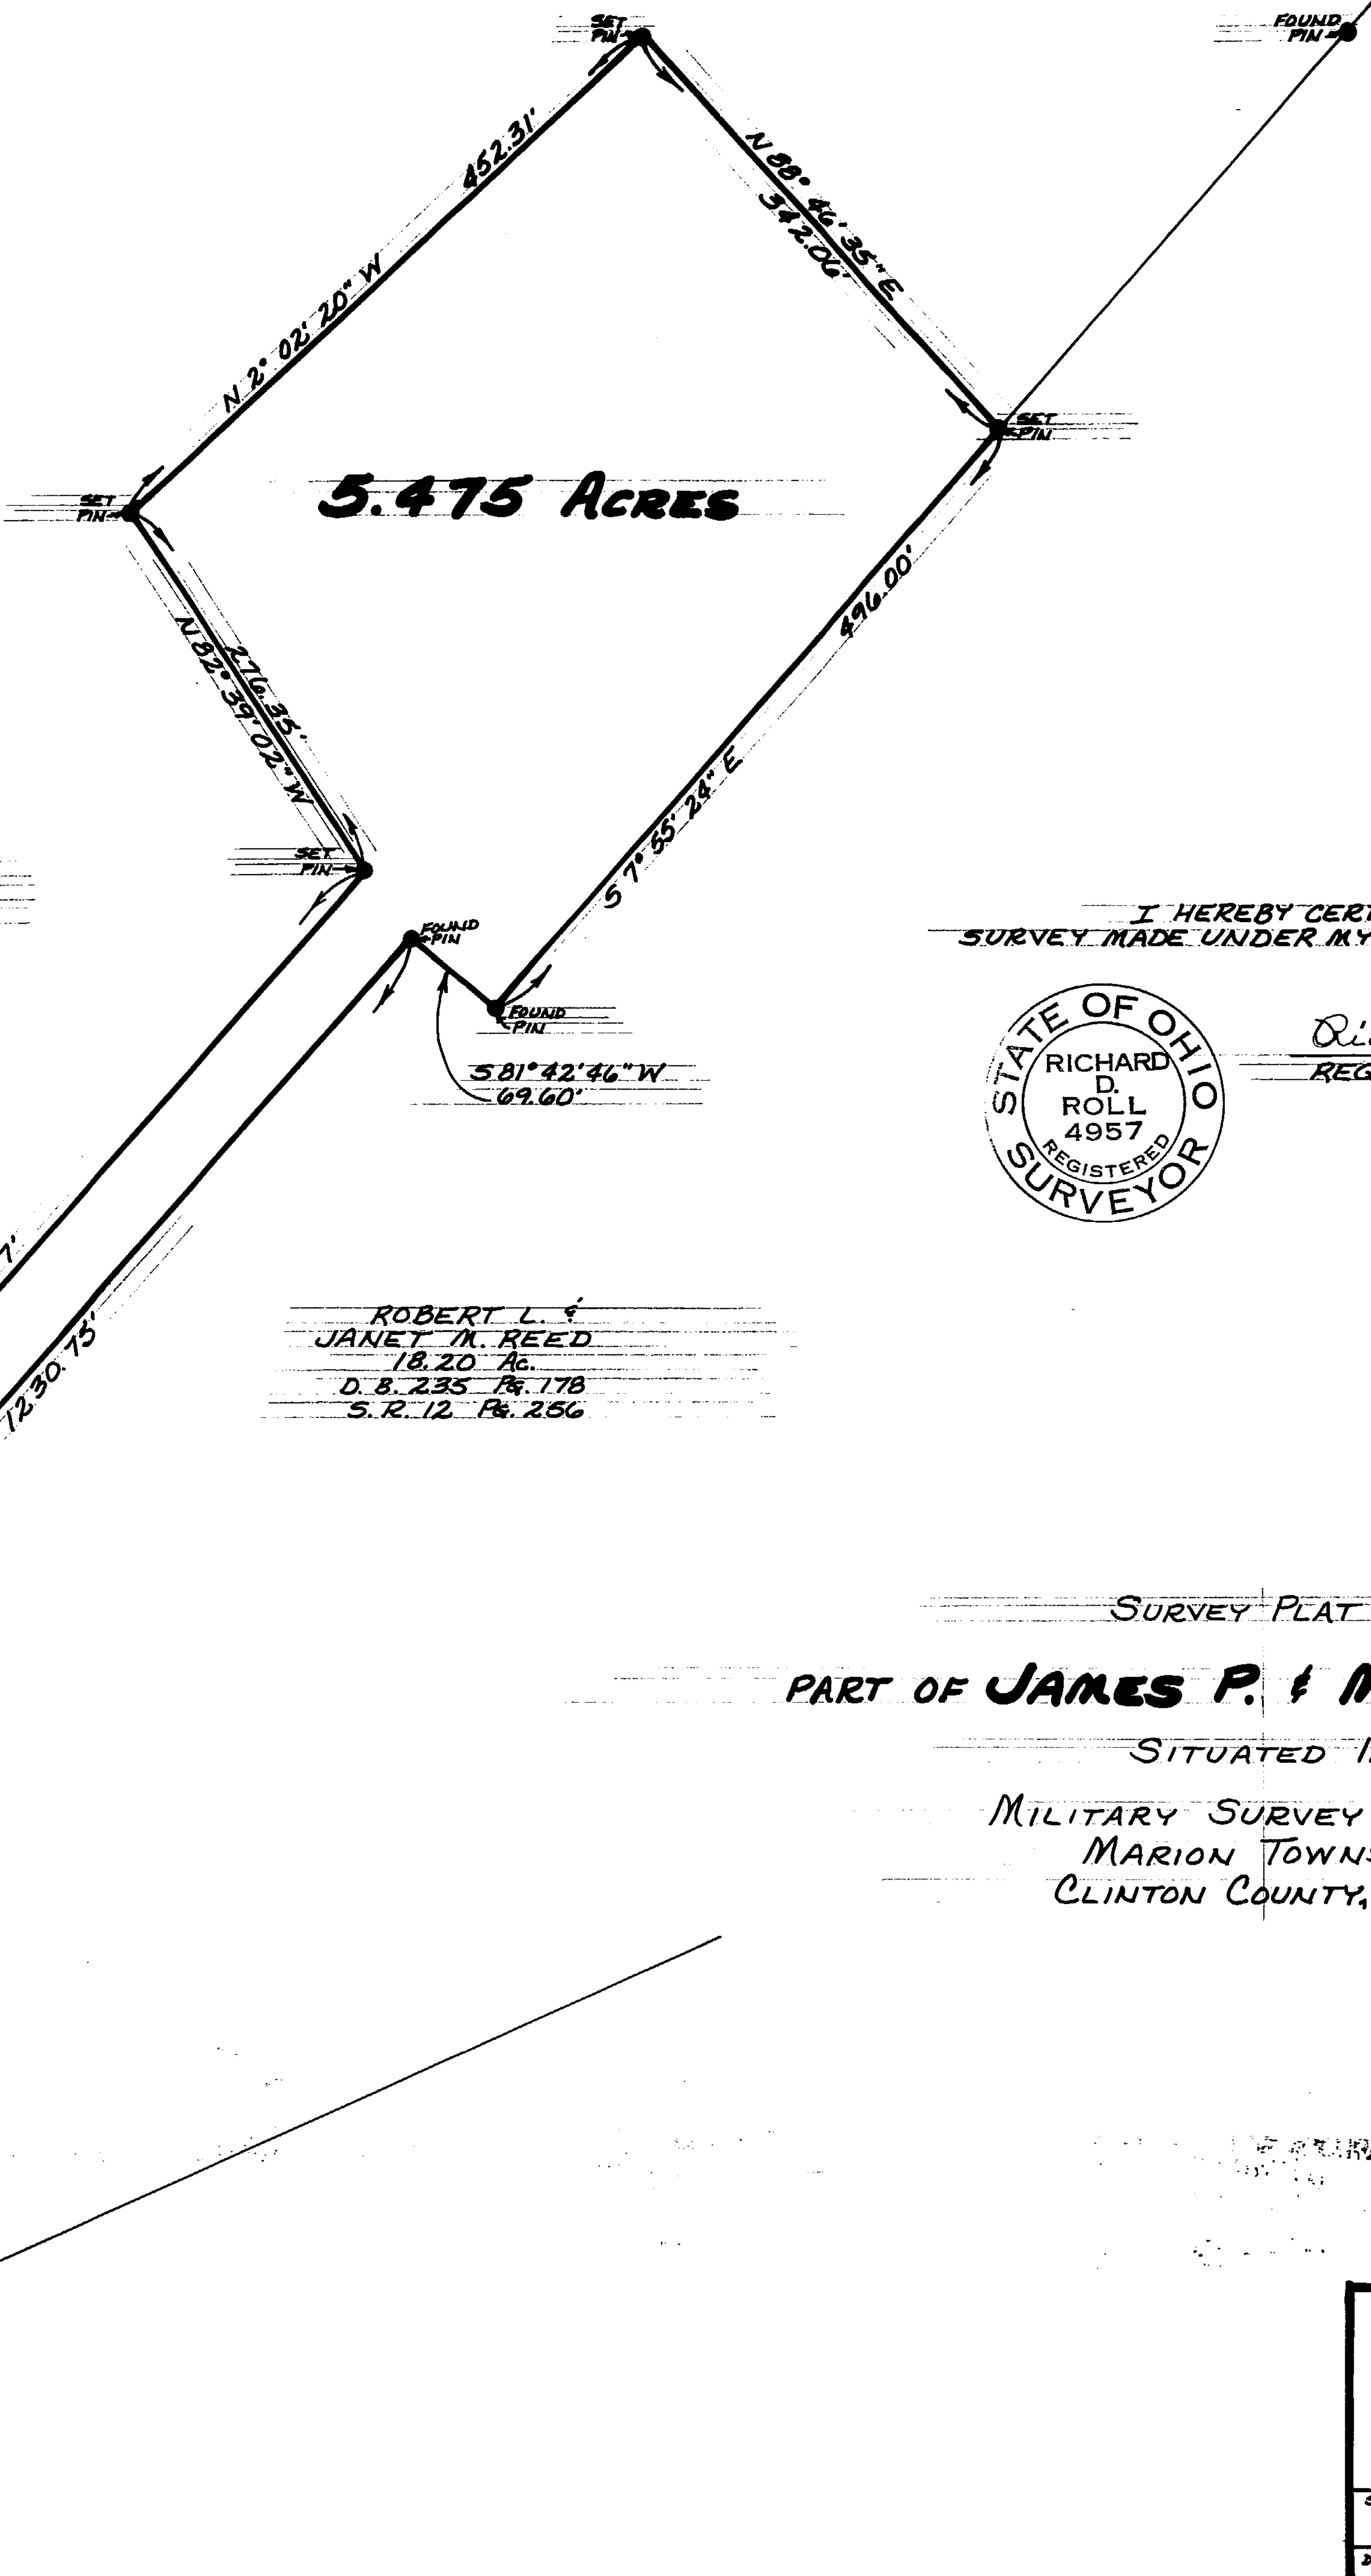 SET
PIN
FOUND
PIN
452.31'
N 2° 02' 20" W
N 88° 46' 35" E
342.06'
SET
PIN
SET
PIN
5.475 ACRES
276.35'
N 82° 39' 02" W
496.00'
S 7° 55' 24" E
SET
PIN
FOUND
PIN
FOUND
PIN
S 81° 42' 46" W
69.60'
I HEREBY CERT
SURVEY MADE UNDER MY
STATE OF OHIO
RICHARD
D.
ROLL
4957
REGISTERED
SURVEYOR
Ri
REG
7'
1230.73'
ROBERT L. &
JANET M. REED
18.20 Ac.
D. B. 235 PG. 178
S. R. 12 PG. 256
SURVEY PLAT
PART OF JAMES P. & M
SITUATED I
MILITARY SURVEY
MARION TOWNS
CLINTON COUNTY,